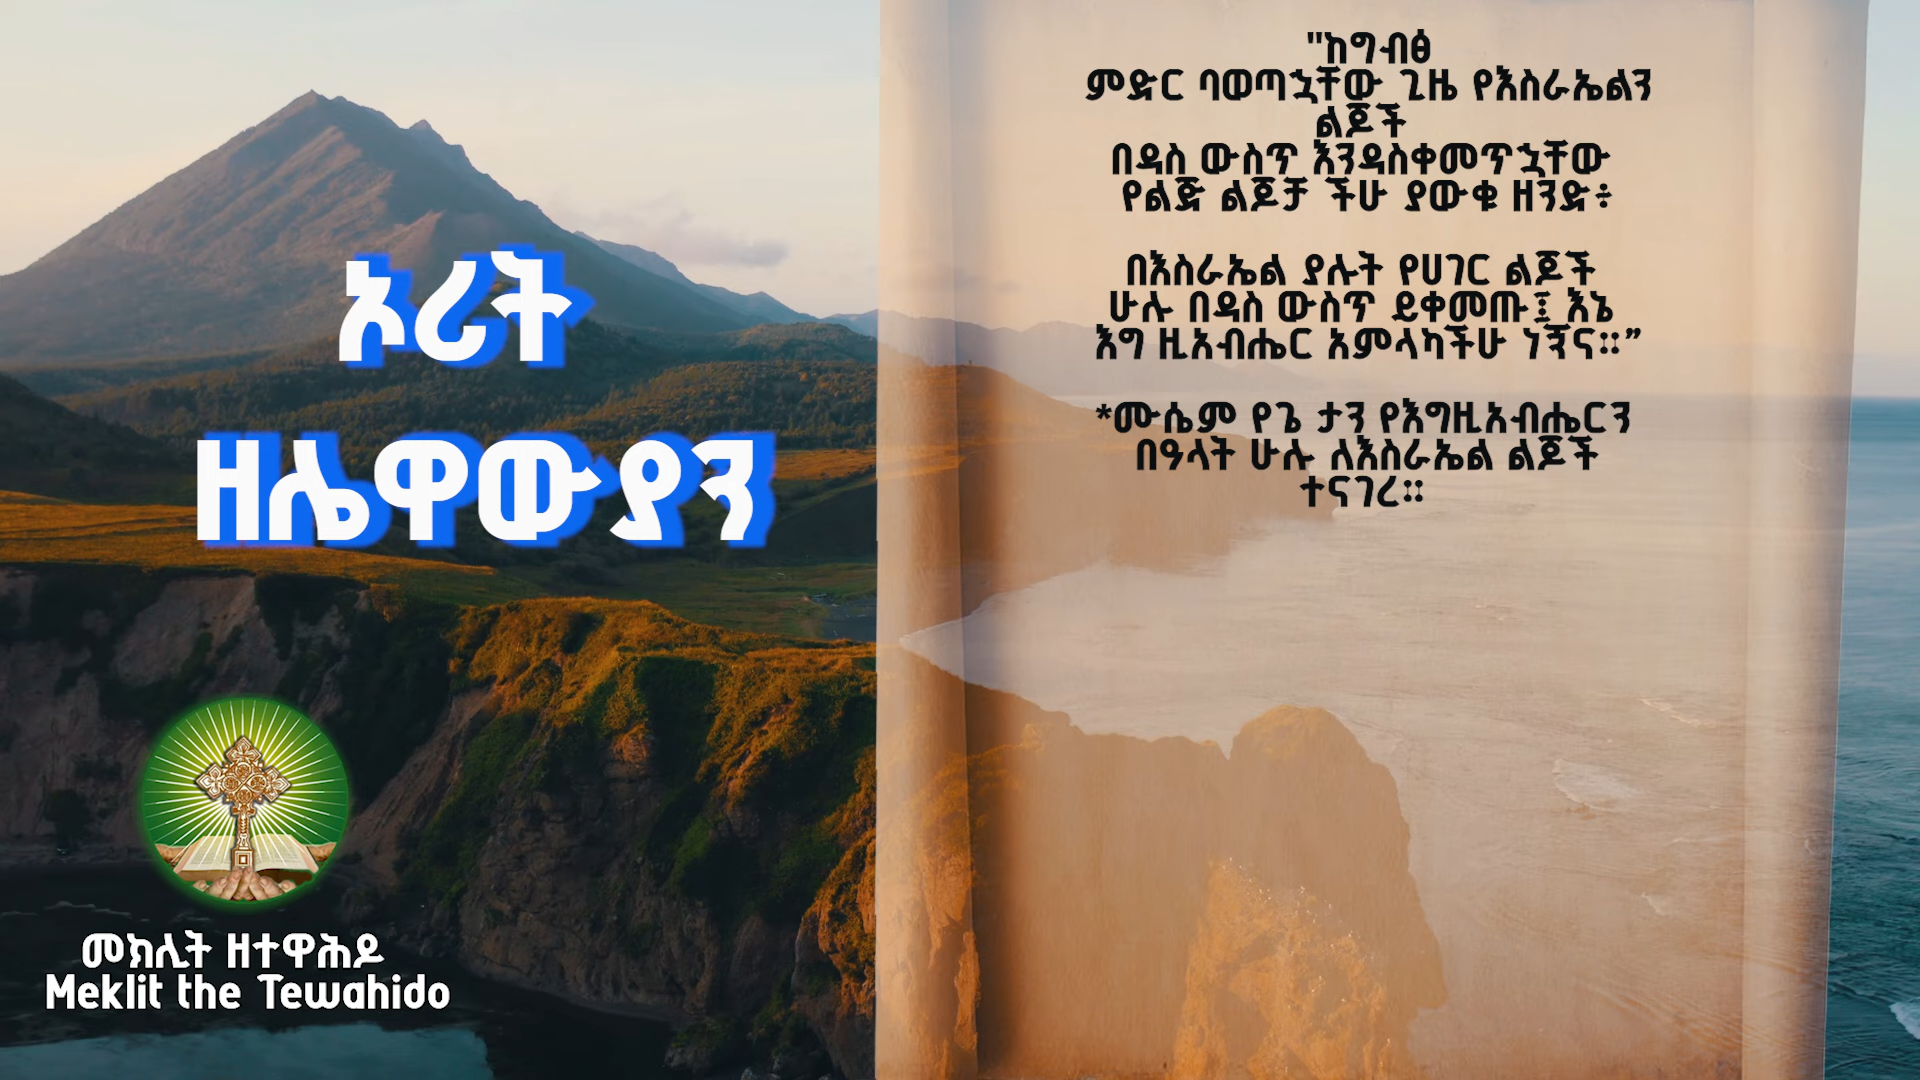 ኦሪት
ዘሌዋውያን
መክሊት ዘተዋሕዶ
Meklit the Tewahido
"ከግብፅ
ምድር ባወጣኋቸው ጊዜ የእስራኤልን
ልጆች
በዳስ ውስጥ እንዳስቀመጥኋቸው
የልጅ ልጆቻ ችሁ ያውቁ ዘንድ፥
በእስራኤል ያሉት የሀገር ልጆች
ሁሉ በዳስ ውስጥ ይቀመጡ፤ እኔ
እግ ዚአብሔር አምላካችሁ ነኝና።”
*ሙሴም የጌ ታን የእግዚአብሔርን
በዓላት ሁሉ ለእስራኤል ልጆች
ተናገረ።